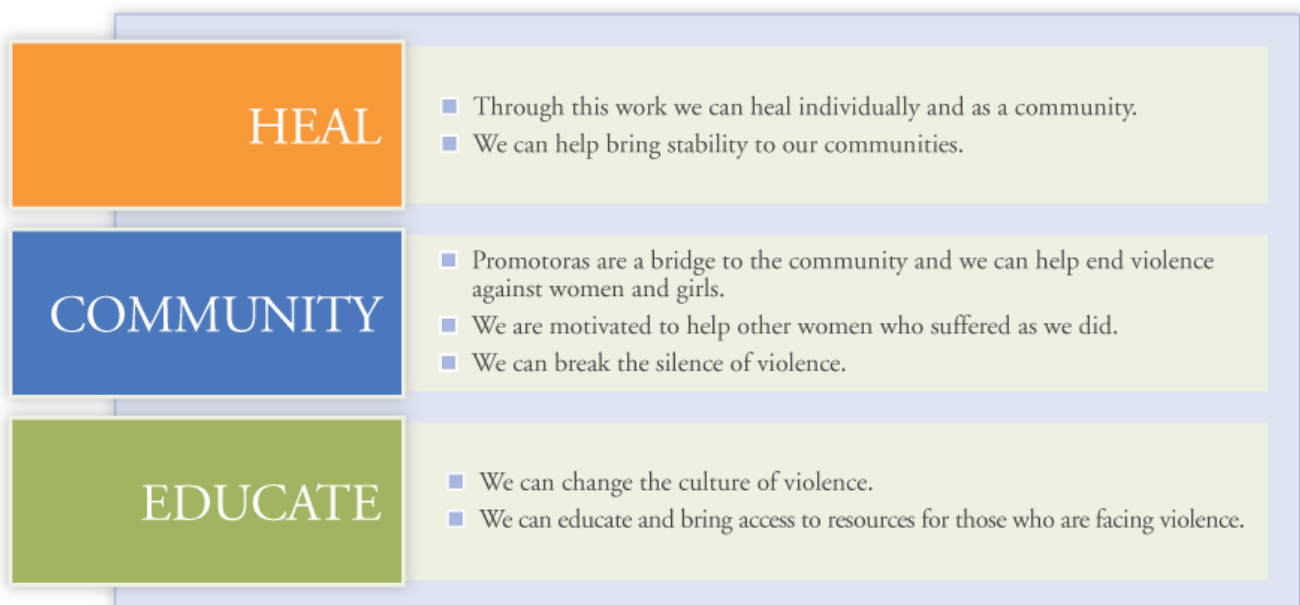 HEAL
Through this work we can heal individually and as a community.
We can help bring stability to our communities.
COMMUNITY
Promotoras are a bridge to the community and we can help end violence
against women and girls.
We are motivated to help other women who suffered as we did.
We can break the silence of violence.
EDUCATE
We can change the culture of violence.
We can educate and bring access to resources for those who are facing violence.